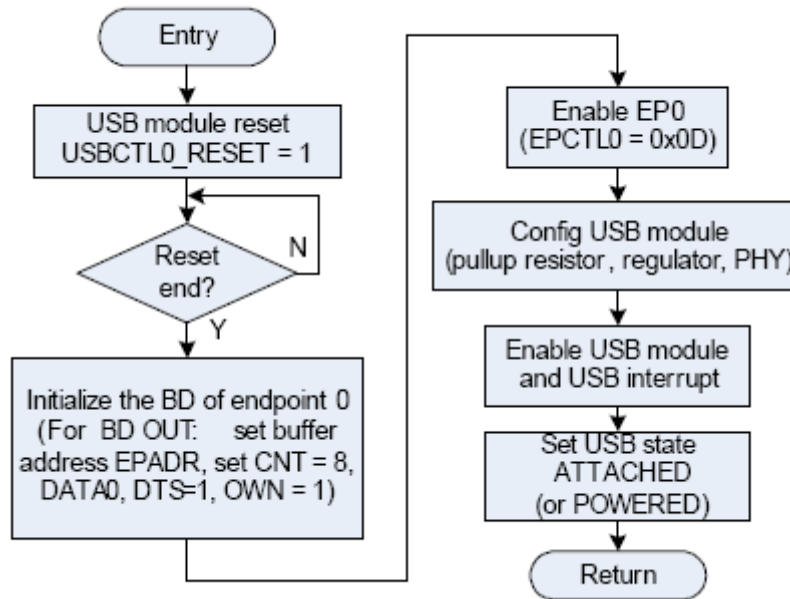 Entry
USB module reset
USBCTL0_RESET = 1
Reset
end?
N
Y
Initialize the BD of endpoint 0
(For BD OUT: set buffer
address EPADR, set CNT = 8,
DATA0, DTS=1, OWN = 1)
Enable EP0
(EPCTL0 = 0x0D)
Config USB module
(pullup resistor, regulator, PHY)
Enable USB module
and USB interrupt
Set USB state
ATTACHED
(or POWERED)
Return